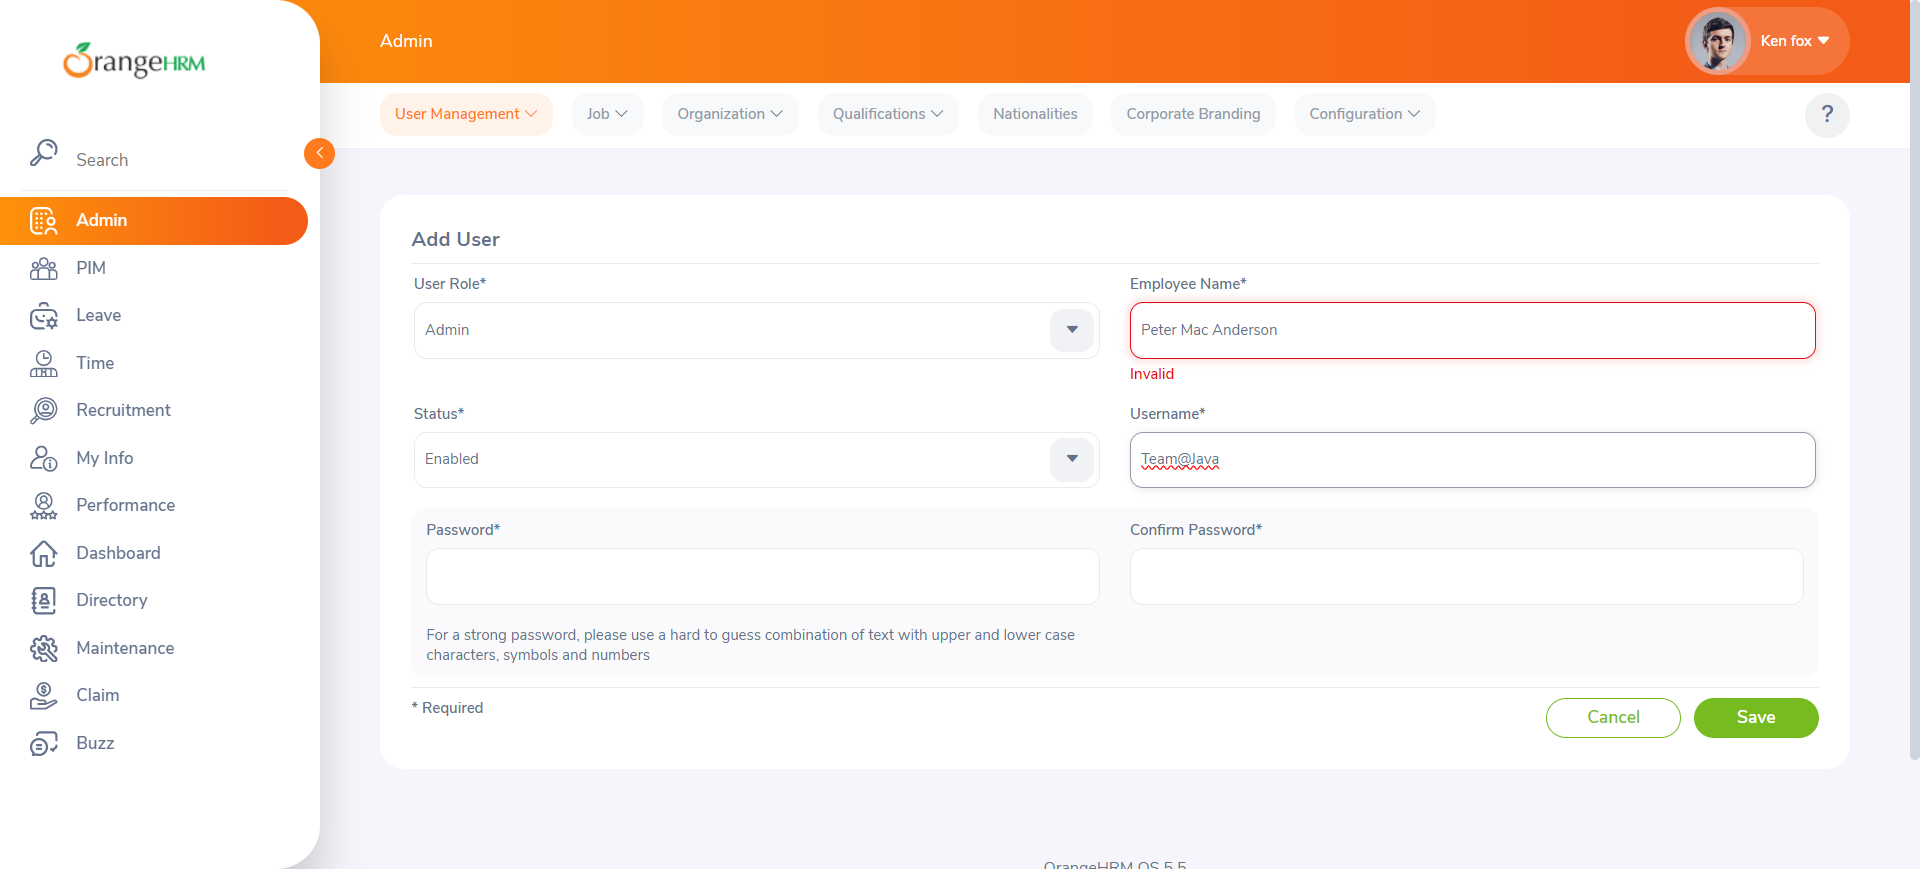 OrangeHRM
Search
Admin
PIM
Leave
Time
Recruitment
My Info
Performance
Dashboard
Directory
Maintenance
Claim
Buzz
Admin
Ken fox
User Management
Job
Organization
Qualifications
Nationalities
Corporate Branding
Configuration
?
Add User
User Role*
Admin
Employee Name*
Peter Mac Anderson
Invalid
Status*
Enabled
Username*
Team@Java
Password*
Confirm Password*
For a strong password, please use a hard to guess combination of text with upper and lower case
characters, symbols and numbers
* Required
Cancel
Save
OrangeHRM OS 5.5